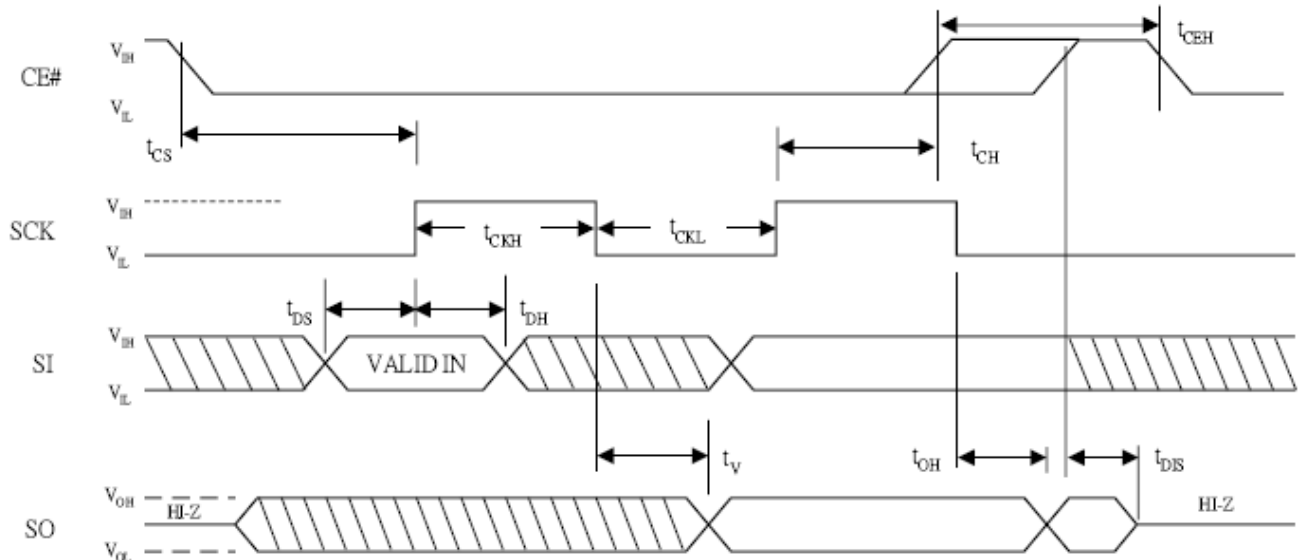 V_IH
t_CEH
CE#
V_IL
t_CS
t_CH
V_IH
SCK
t_CKH
t_CKL
V_IL
t_DS
t_DH
V_IH
SI
VALID IN
V_IL
t_V
t_OH
t_DIS
V_OH
HI-Z
HI-Z
SO
V_OL